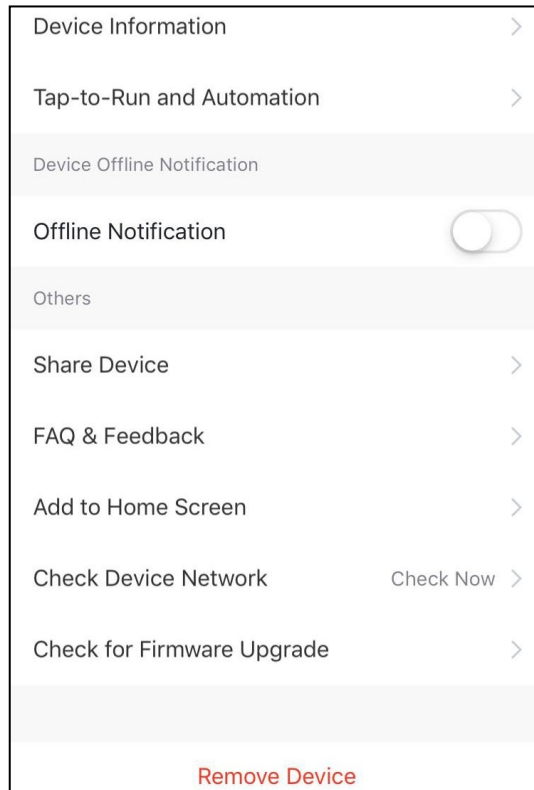 Device Information
Tap-to-Run and Automation
Device Offline Notification
Offline Notification
Others
Share Device
FAQ & Feedback
Add to Home Screen
Check Device Network Check Now
Check for Firmware Upgrade
Remove Device